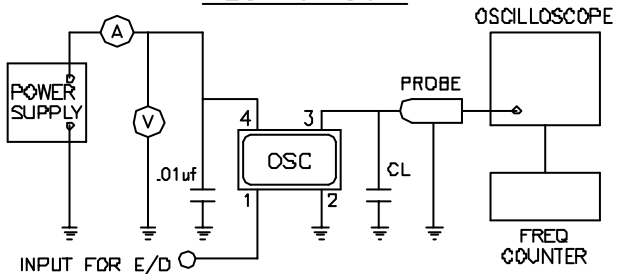 OSCILLOSCOPE
A
POWER
SUPPLY
PROBE
V
4
3
OSC
.01uf
CL
1
2
INPUT FOR E/D
FREQ
COUNTER